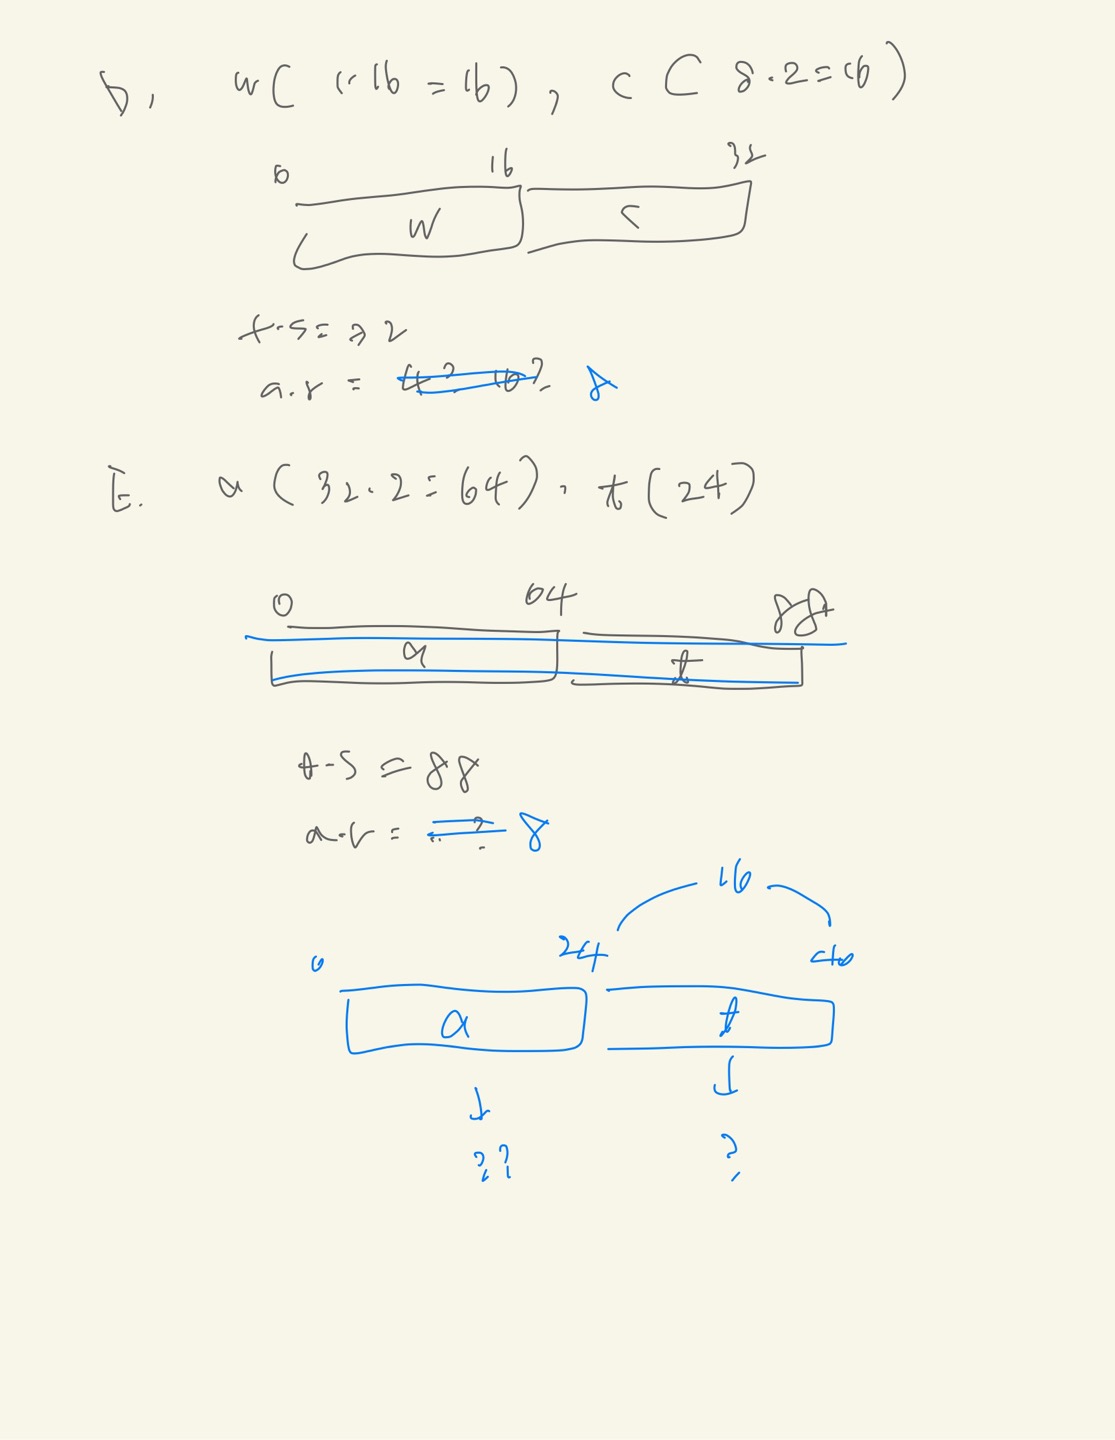 D. w( 1·16 = 16) , c ( 8·2=16)
0 16 32
w c
t.s= 32
a.r = 4? 16? 8
E. a ( 32·2 = 64) , t (24)
0 64 88
a t
t.s = 88
a.r = ? 8
16
0 24 40
a t
?? ?